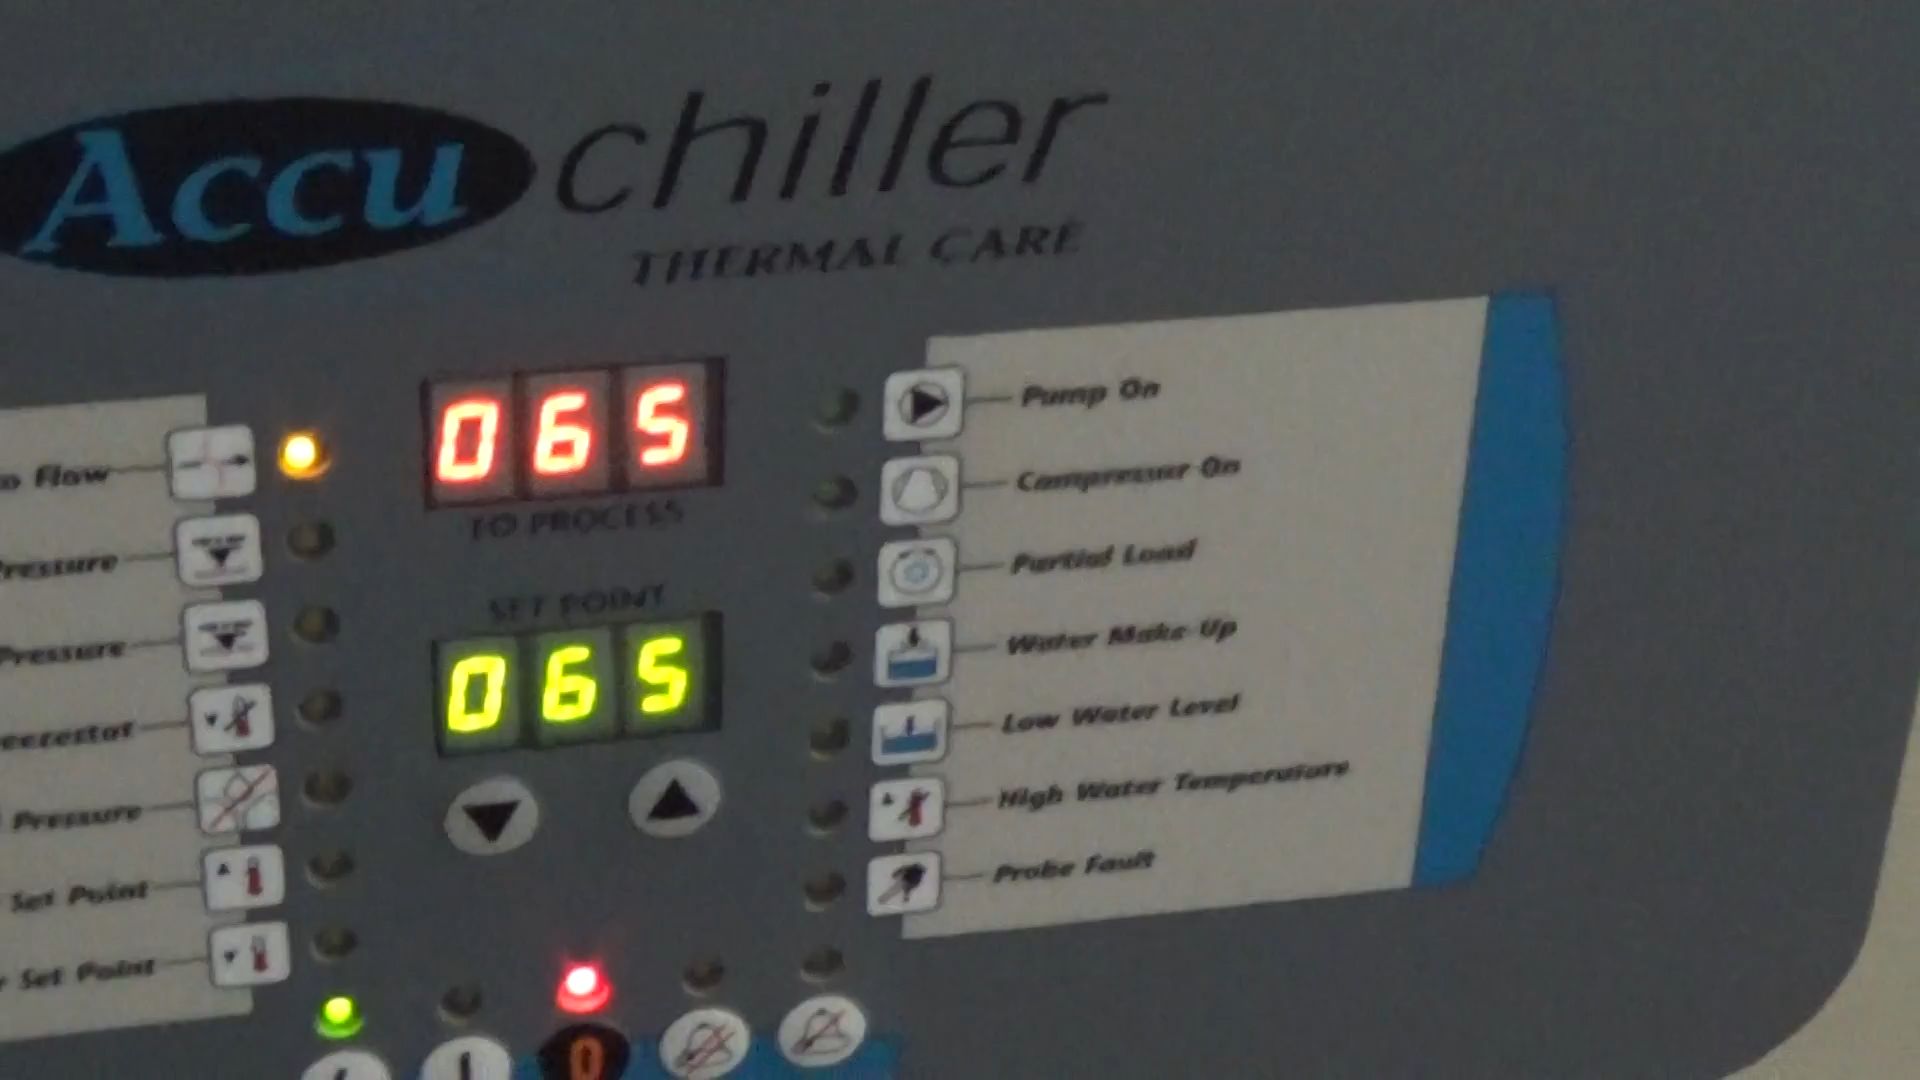 Accu chiller
THERMAL CARE
065
TO PROCESS
SET POINT
065
Flow
Pressure
Pressure
Pressure
Set Point
Set Point
Pump On
Compressor On
Partial Load
Water Make Up
Low Water Level
High Water Temperature
Probe Fault
0